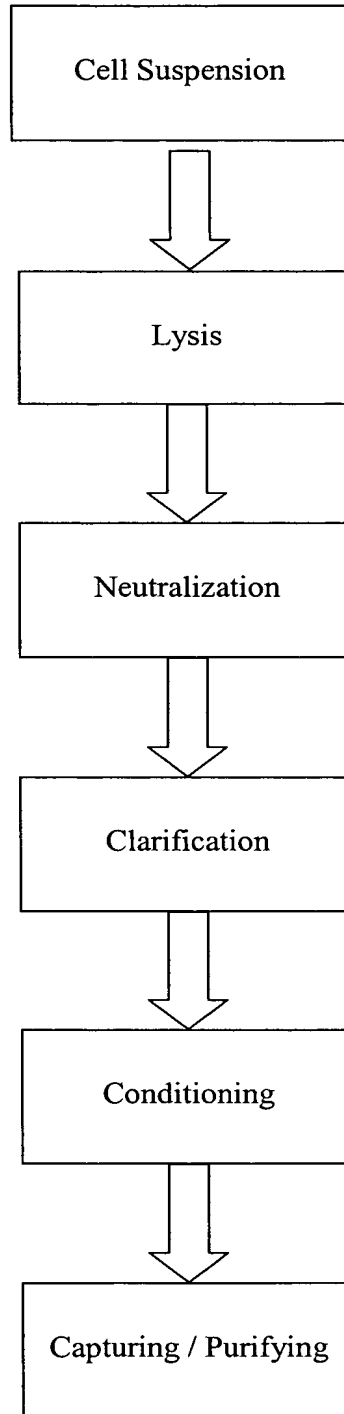 Cell Suspension
Lysis
Neutralization
Clarification
Conditioning
Capturing / Purifying